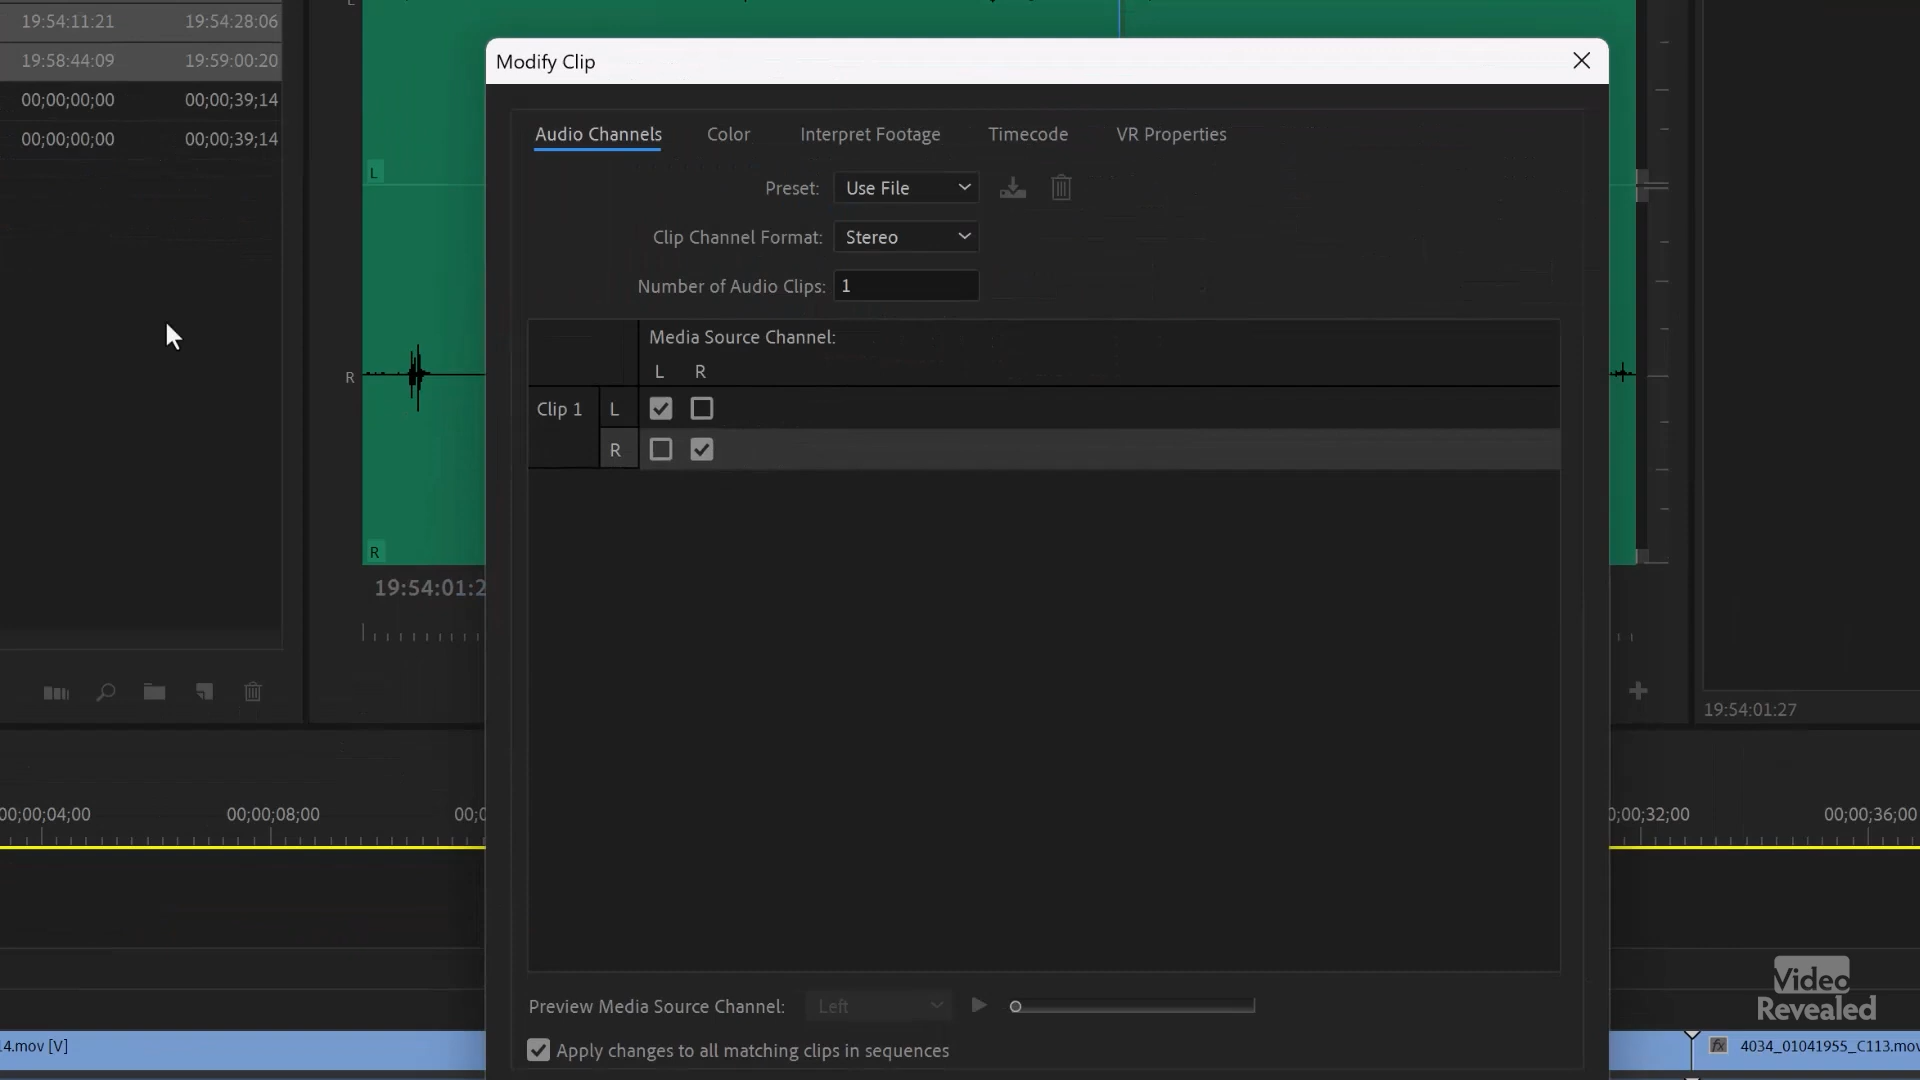 19:54:11:21 19:54:28:06
19:58:44:09 19:59:00:20
00;00;00;00 00;00;39;14
00;00;00;00 00;00;39;14
Modify Clip
Audio Channels Color Interpret Footage Timecode VR Properties
Preset: Use File
Clip Channel Format: Stereo
Number of Audio Clips: 1
Media Source Channel:
L R
Clip 1 L
R
L
R
R
19:54:01:2
19:54:01:27
00;00;04;00 00;00;08;00 00;0 0;00;32;00 00;00;36;00
Preview Media Source Channel: Left
Apply changes to all matching clips in sequences
14.mov [V]
fx 4034_01041955_C113.mov
Video
Revealed